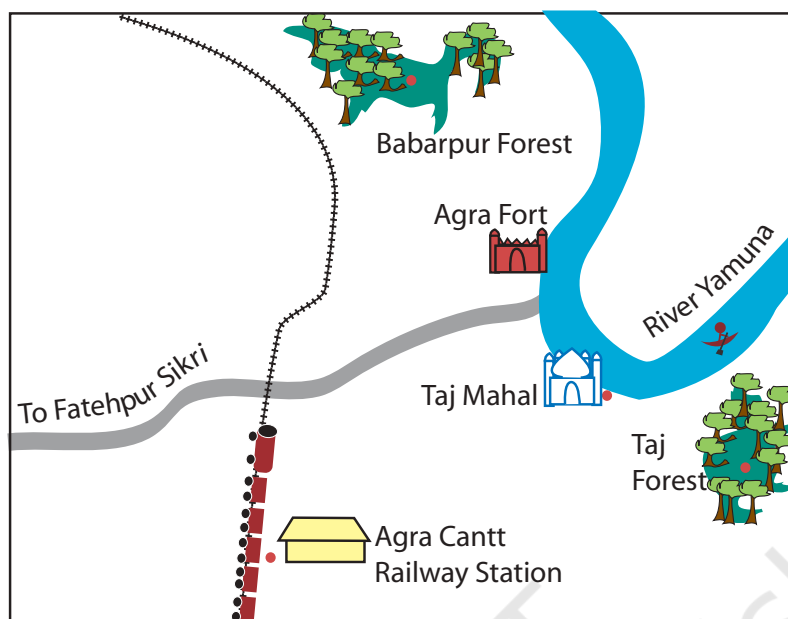 Babarpur Forest
Agra Fort
River Yamuna
To Fatehpur Sikri
Taj Mahal
Taj
Forest
Agra Cantt
Railway Station